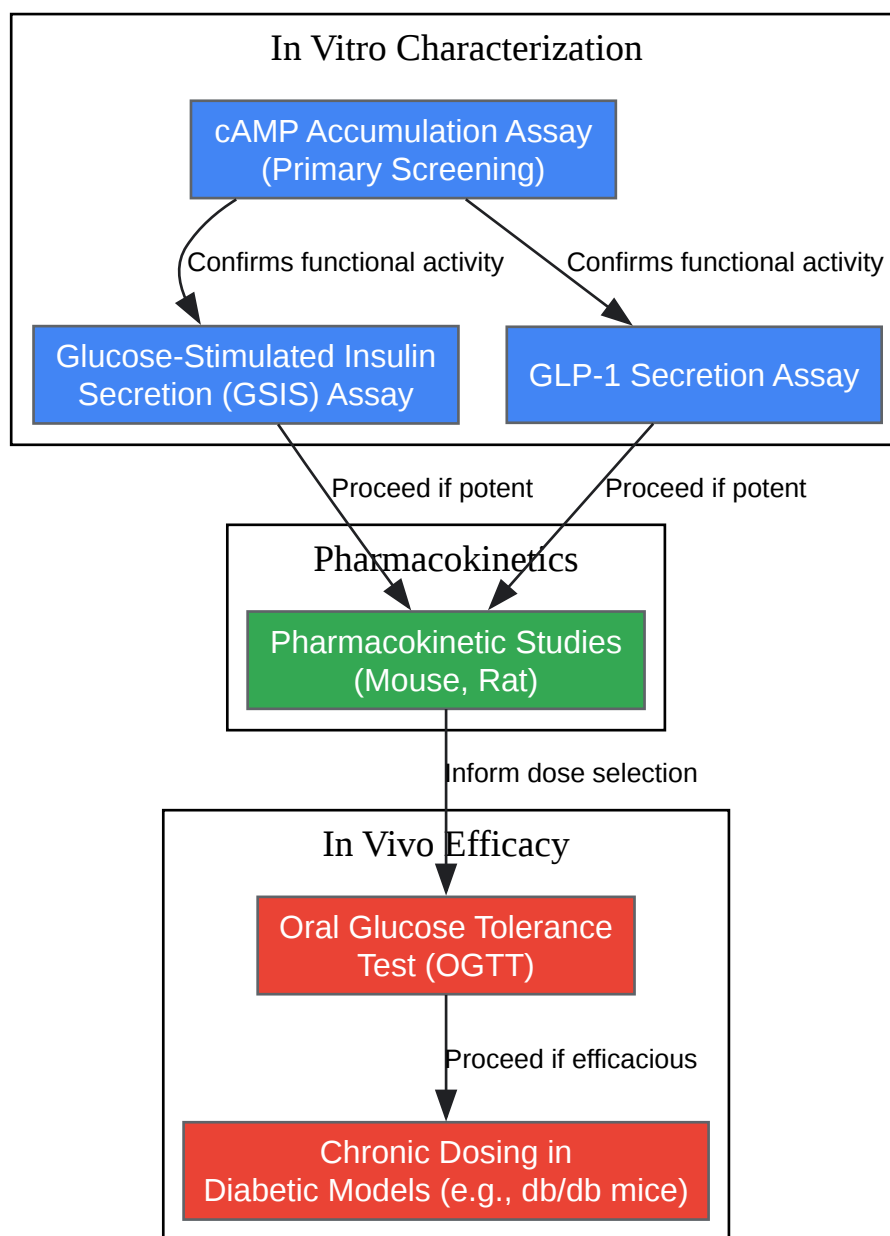 In Vitro Characterization
cAMP Accumulation Assay
(Primary Screening)
Confirms functional activity
Confirms functional activity
Glucose-Stimulated Insulin
Secretion (GSIS) Assay
GLP-1 Secretion Assay
Proceed if potent
Proceed if potent
Pharmacokinetics
Pharmacokinetic Studies
(Mouse, Rat)
Inform dose selection
In Vivo Efficacy
Oral Glucose Tolerance
Test (OGTT)
Proceed if efficacious
Chronic Dosing in
Diabetic Models (e.g., db/db mice)